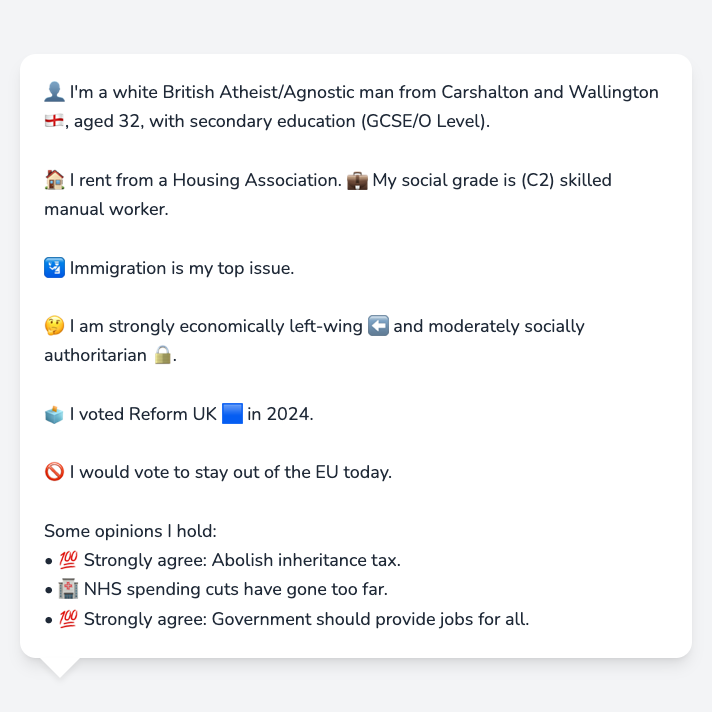 👤 I'm a white British Atheist/Agnostic man from Carshalton and Wallington
🏴󠁧󠁢󠁥󠁮󠁧󠁿, aged 32, with secondary education (GCSE/O Level).
🏠 I rent from a Housing Association. 💼 My social grade is (C2) skilled
manual worker.
🛂 Immigration is my top issue.
🤔 I am strongly economically left-wing ⬅️ and moderately socially
authoritarian 🔒.
🗳️ I voted Reform UK 🟦 in 2024.
🚫 I would vote to stay out of the EU today.
Some opinions I hold:
• 💯 Strongly agree: Abolish inheritance tax.
• 🏥 NHS spending cuts have gone too far.
• 💯 Strongly agree: Government should provide jobs for all.